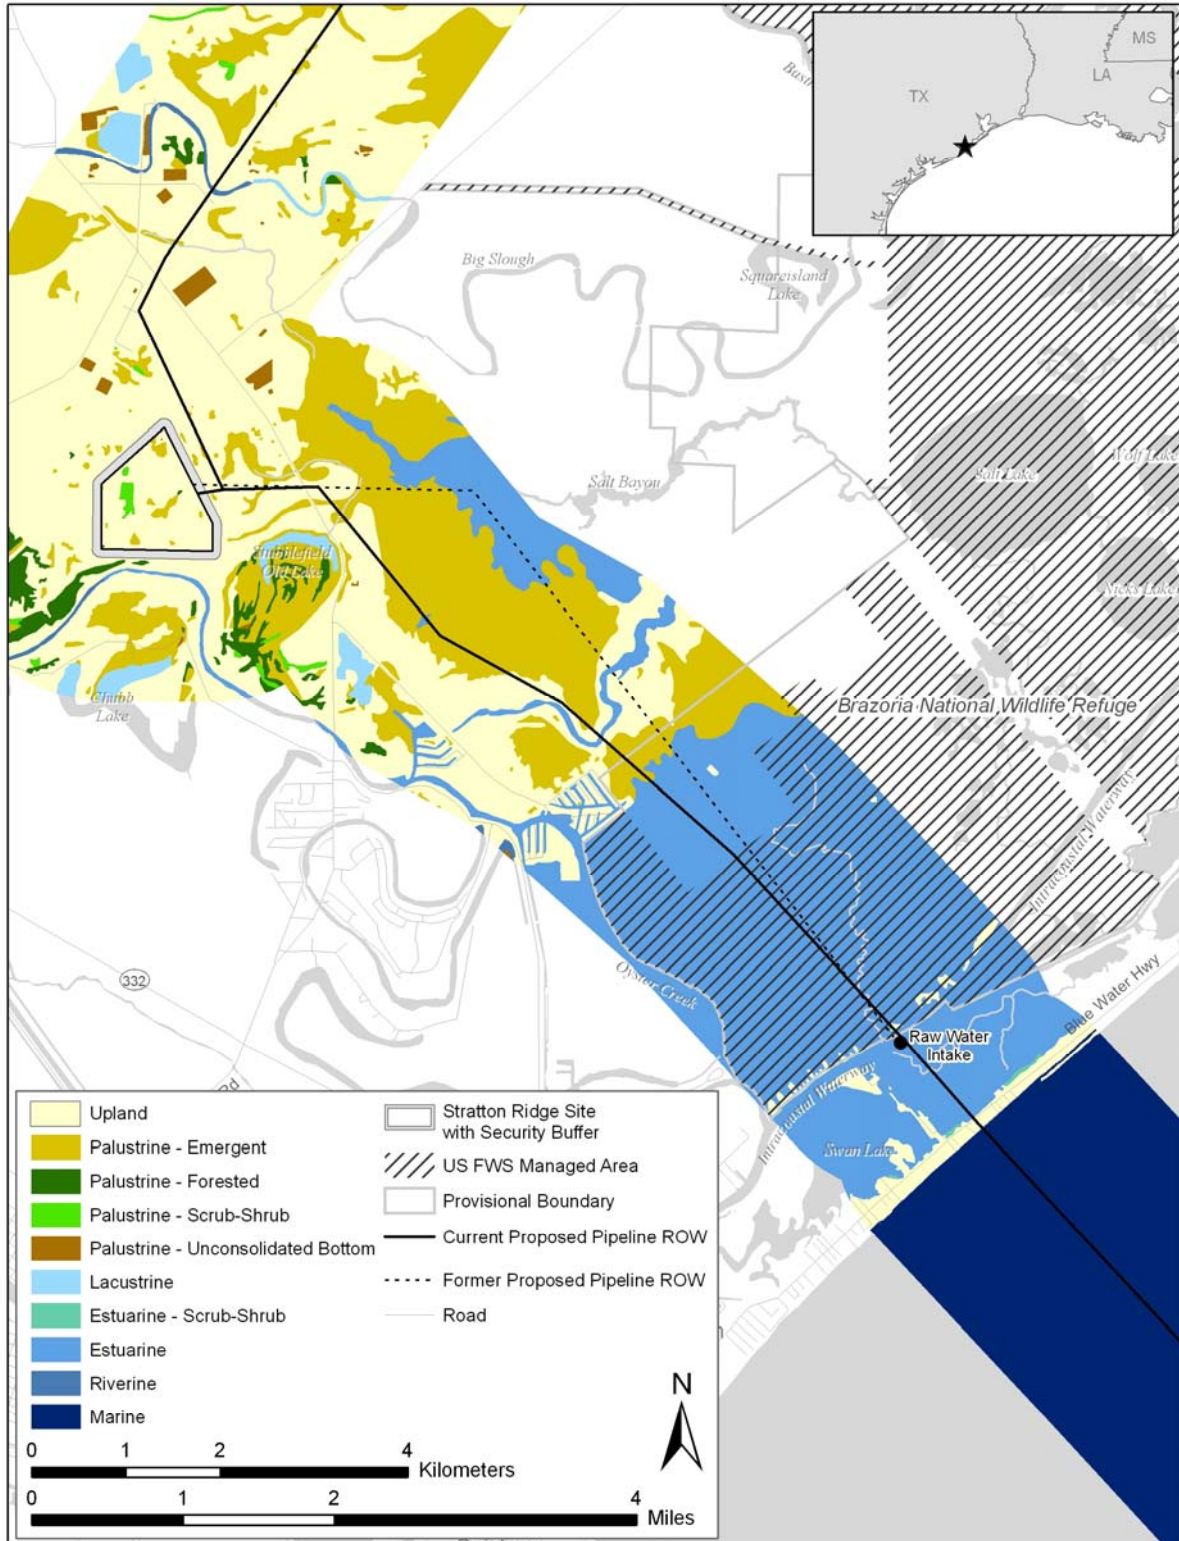 MS
LA
TX
Big Slough
Squareisland
Lake
Salt Bayou
Salt Lake
Wolf Lake
Nicks Lake
Stubblefield
Old Lake
Chubb
Lake
Brazoria National Wildlife Refuge
Intracoastal Waterway
332
Oyster Creek
Blue Water Hwy
Raw Water
Intake
Intracoastal Waterway
Swan Lake
Rd
Upland
Palustrine - Emergent
Palustrine - Forested
Palustrine - Scrub-Shrub
Palustrine - Unconsolidated Bottom
Lacustrine
Estuarine - Scrub-Shrub
Estuarine
Riverine
Marine
Stratton Ridge Site
with Security Buffer
US FWS Managed Area
Provisional Boundary
Current Proposed Pipeline ROW
Former Proposed Pipeline ROW
Road
N
0 1 2 4
Kilometers
0 1 2 4
Miles